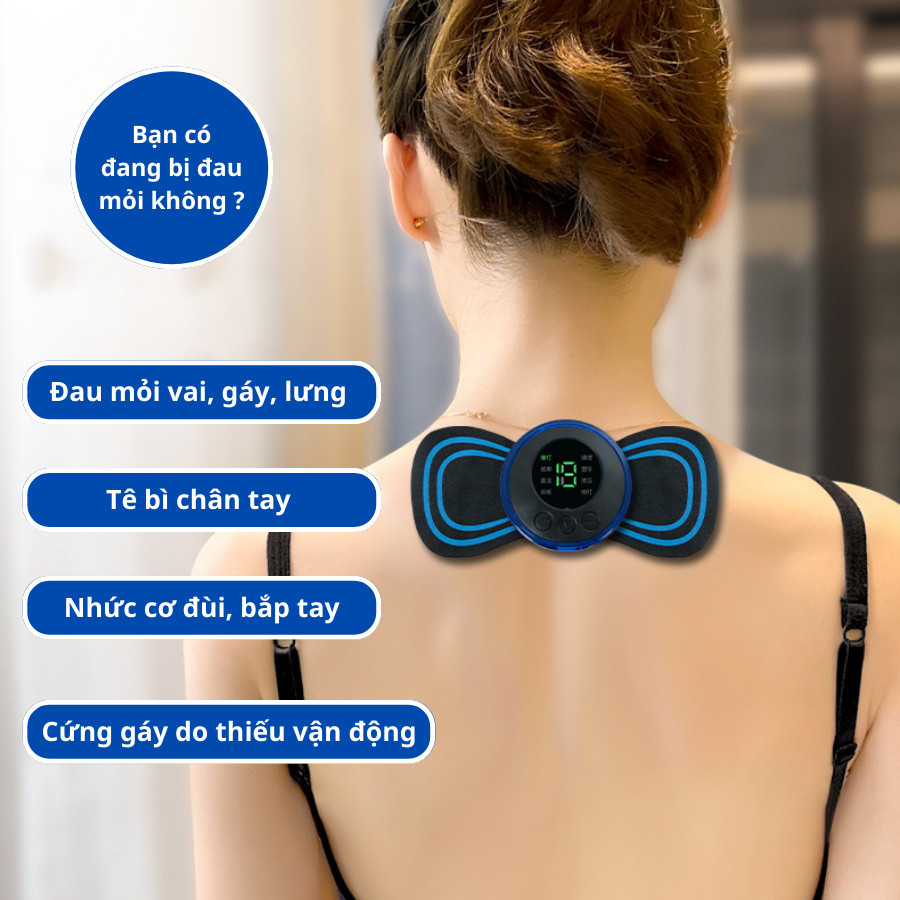 Bạn có
đang bị đau
mỏi không ?
Đau mỏi vai, gáy, lưng
Tê bì chân tay
Nhức cơ đùi, bắp tay
Cứng gáy do thiếu vận động
18